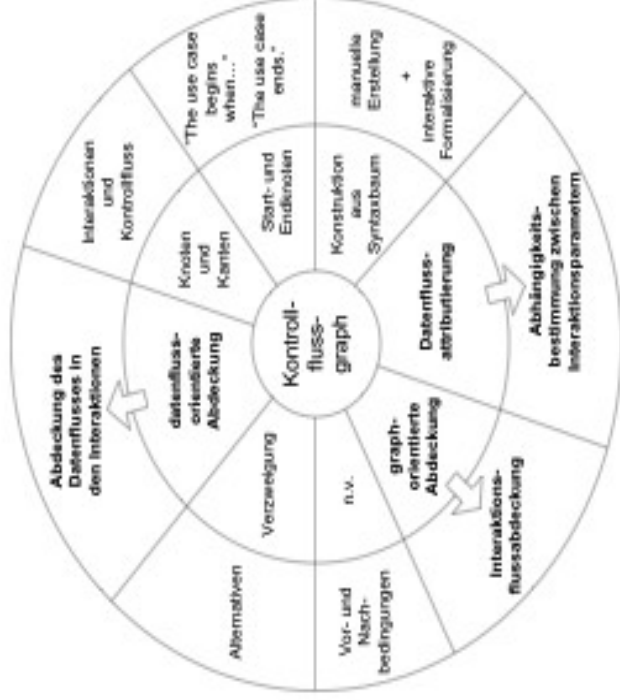 "The use case
begins
when..."
"The use case
ends."
manuelle
Erstellung
+
Interaktive
Formalisierung
Interaktionen
und
Kontrollfluss
Start- und
Endknoten
Konstruktion
aus
Syntaxbaum
Knoten
und
Kanten
Abhängigkeits-
bestimmung zwischen
Interaktionsparametern
Datenfluss-
attributierung
Kontroll-
fluss-
graph
Abdeckung des
Datenflusses in
den Interaktionen
datenfluss-
orientierte
Abdeckung
graph-
orientierte
Abdeckung
Interaktions-
flussabdeckung
Verzweigung
n.v.
Alternativen
Vor- und
Nach-
bedingungen